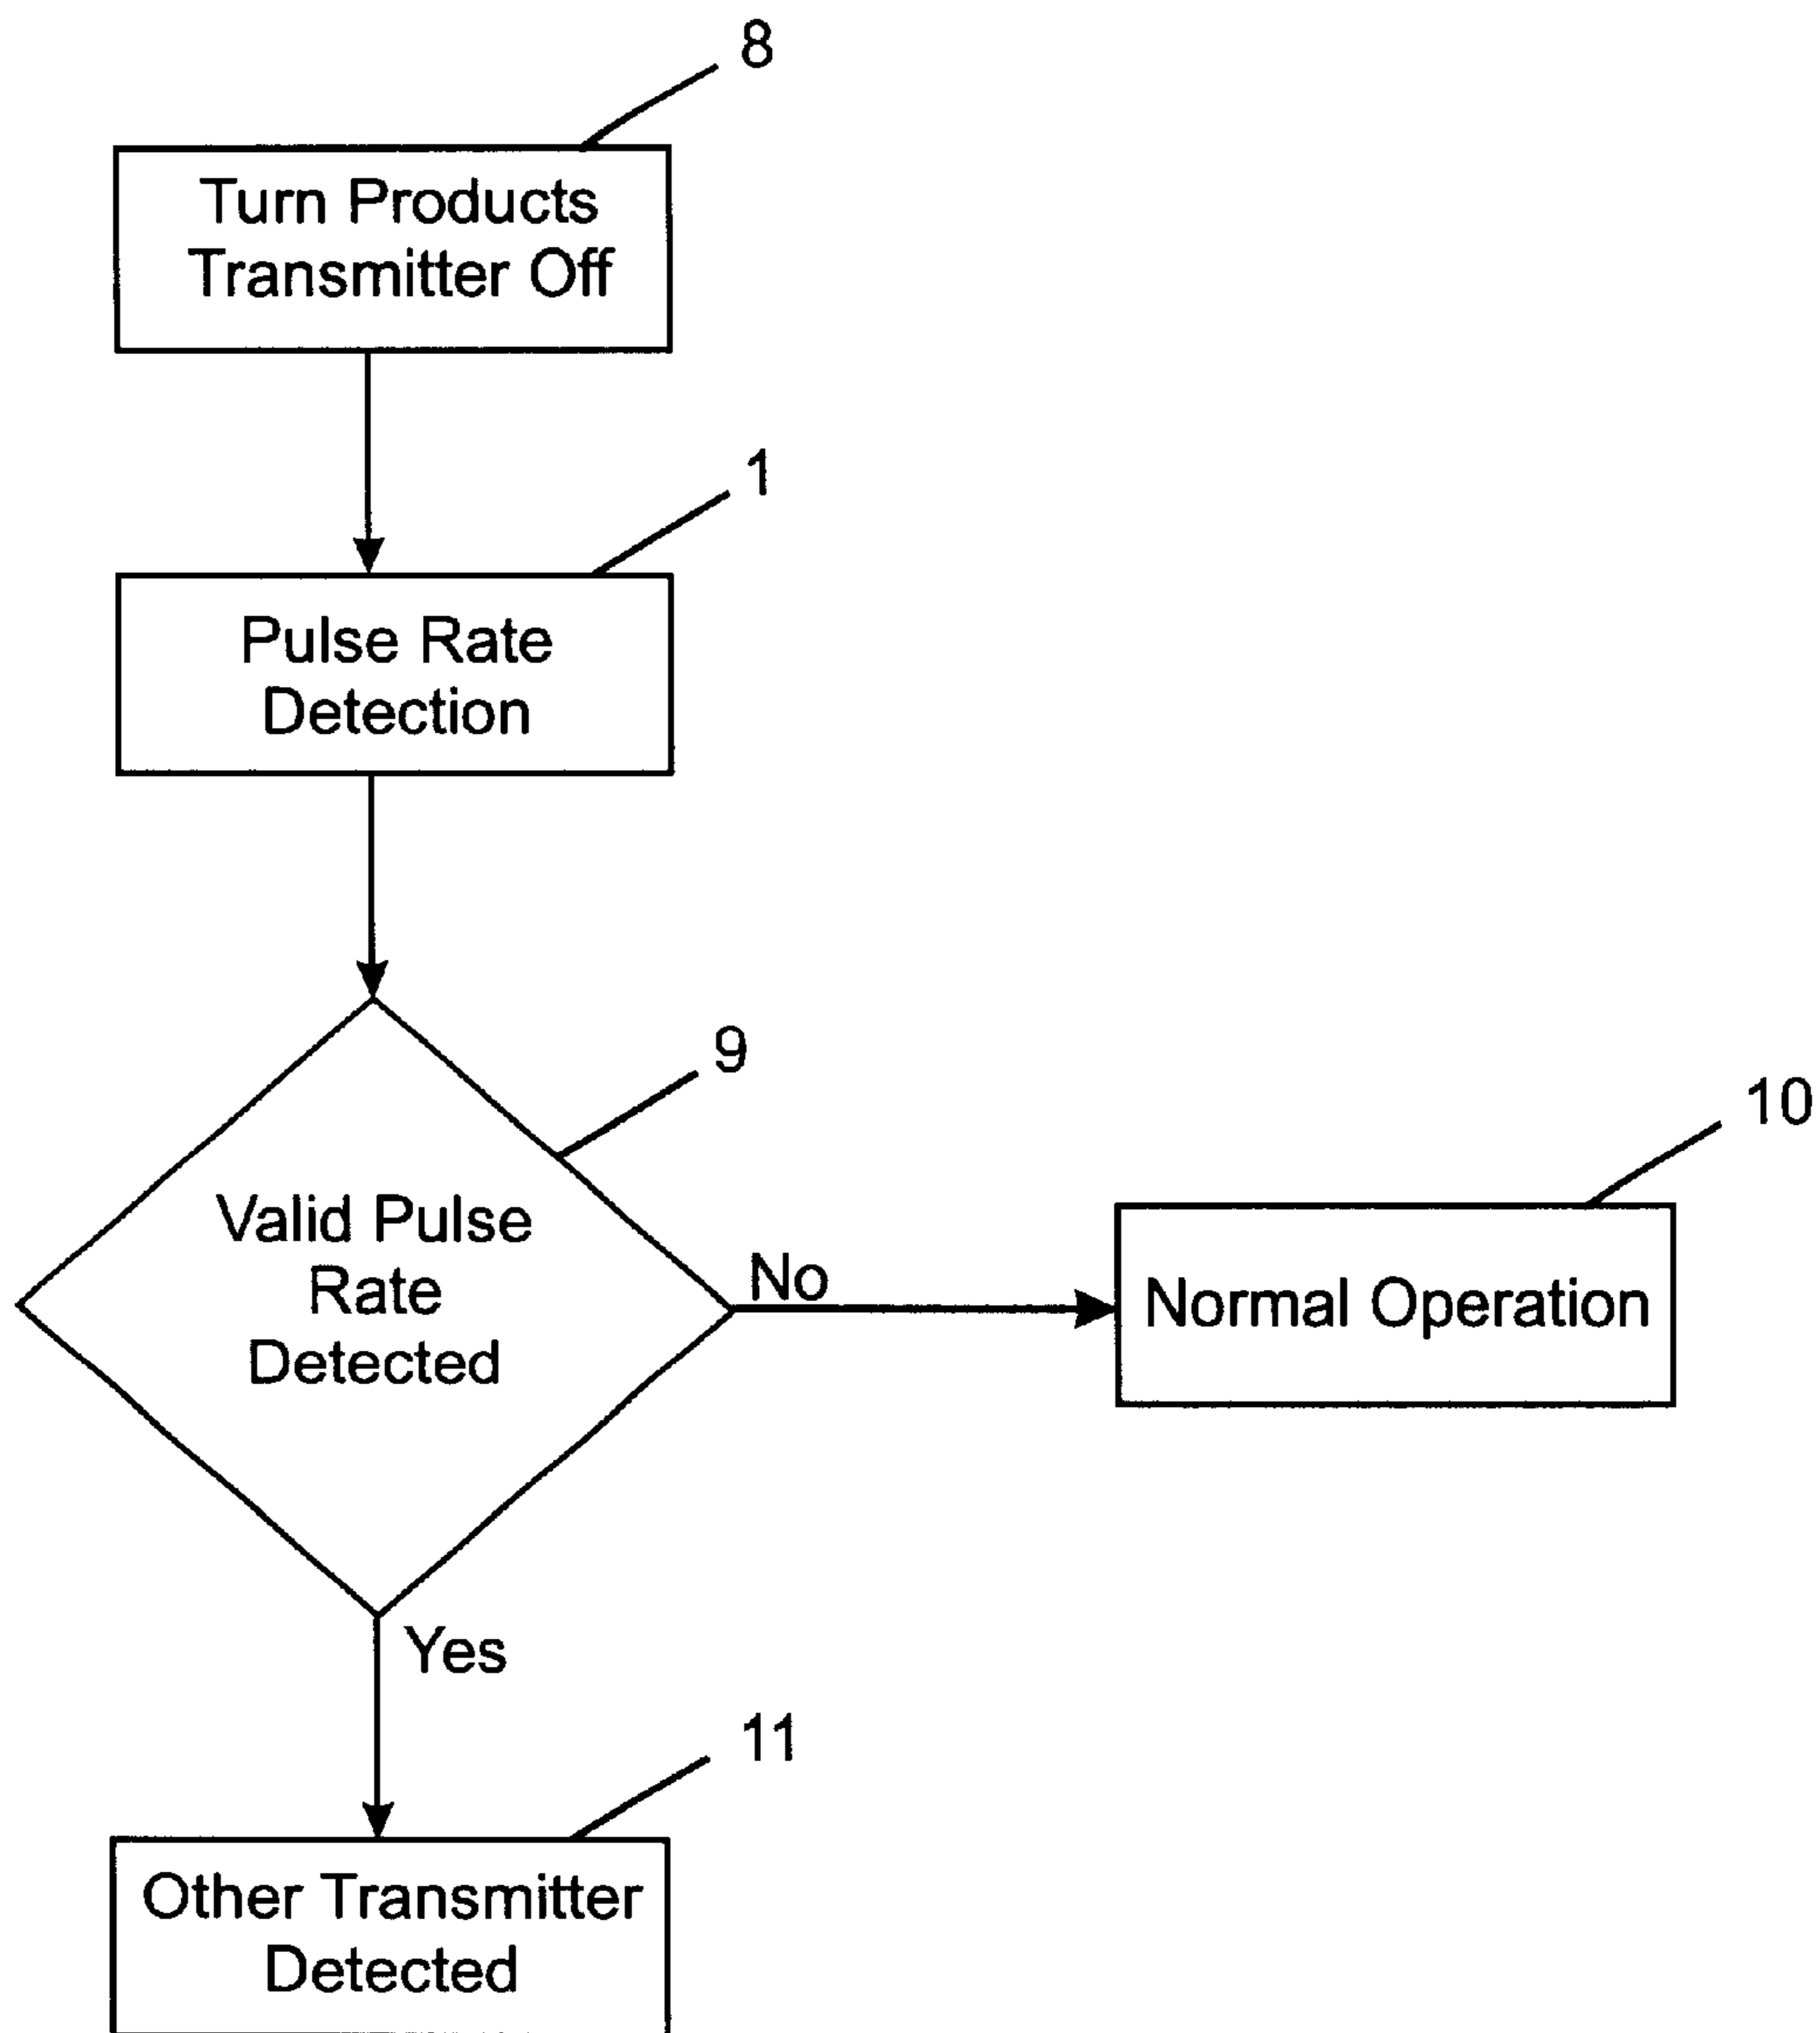 8
Turn Products
Transmitter Off
1
Pulse Rate
Detection
9
Valid Pulse
Rate
Detected
No
10
Normal Operation
Yes
11
Other Transmitter
Detected